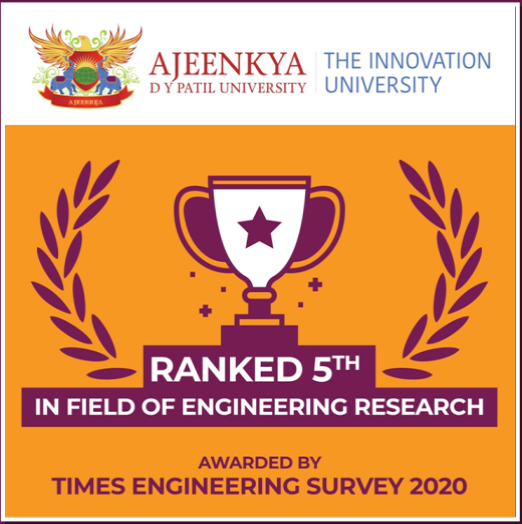 AJEENKYA
D Y PATIL UNIVERSITY
THE INNOVATION
UNIVERSITY
AJEENKYA
RANKED 5TH
IN FIELD OF ENGINEERING RESEARCH
AWARDED BY
TIMES ENGINEERING SURVEY 2020